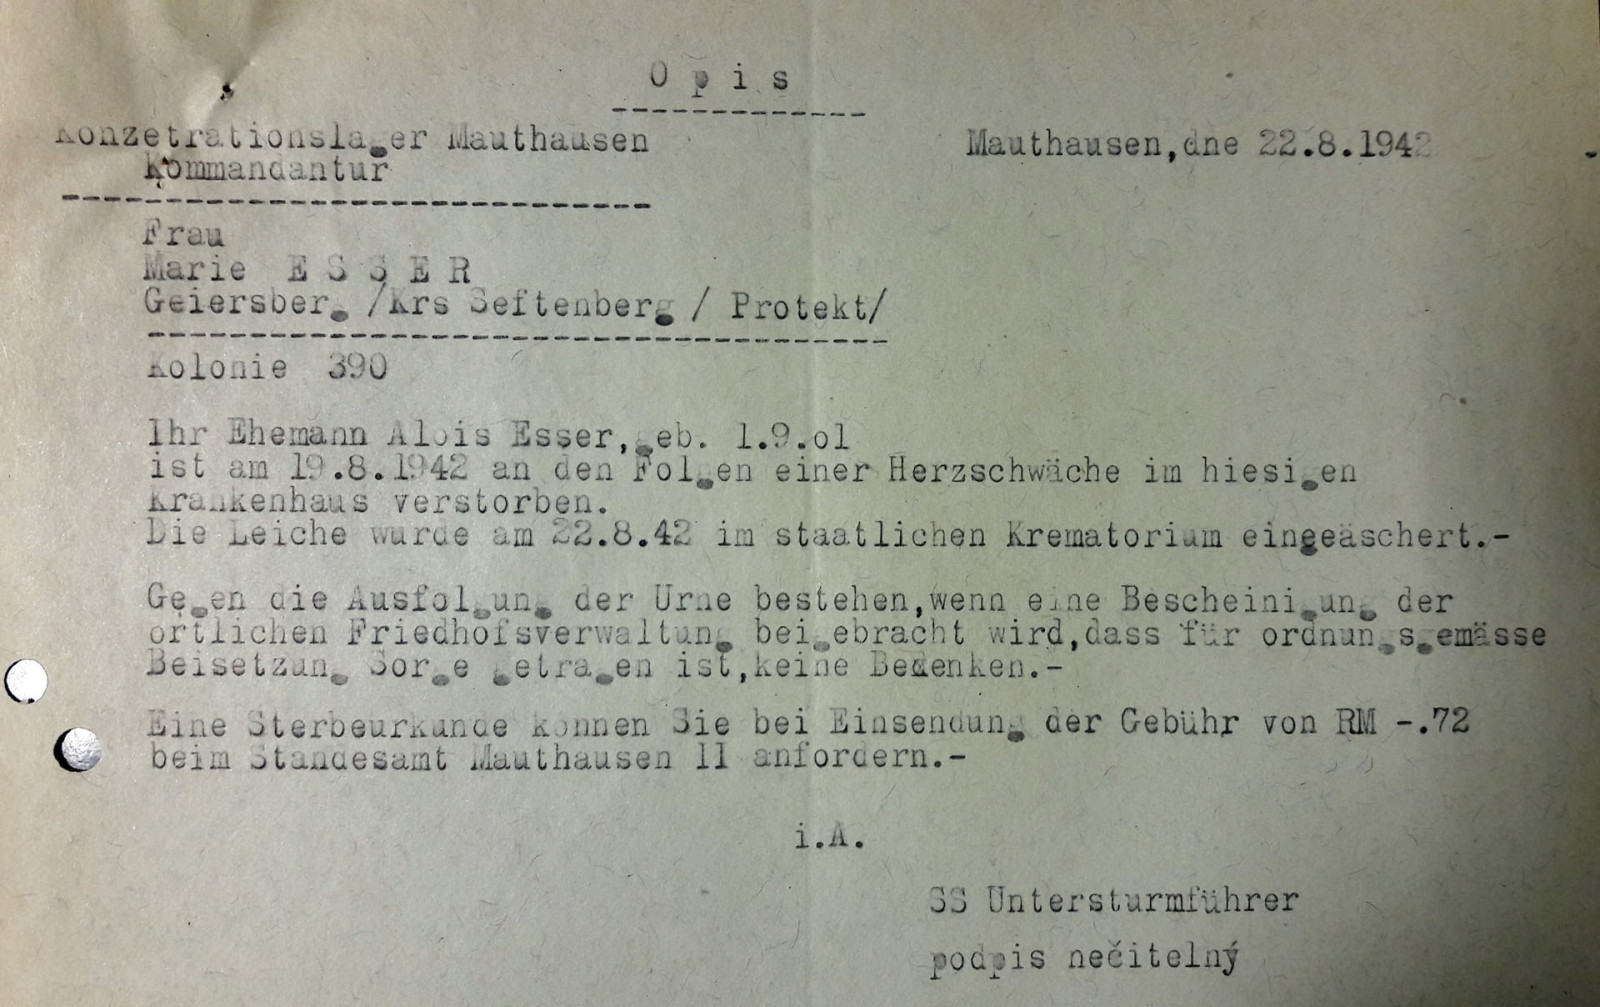 O p i s
Konzetrationslager Mauthausen
Mauthausen,dne 22.8.1942
Kommandantur
Frau
Marie E S S E R
Geiersberg /Krs Seftenberg / Protekt/
Kolonie 390
Ihr Ehemann Alois Esser,geb. 1.9.o1
ist am 19.8.1942 an den Folgen einer Herzschwäche im hiesigen
Krankenhaus verstorben.
Die Leiche wurde am 22.8.42 im staatlichen Krematorium eingeäschert.-
Gegen die Ausfolgung der Urne bestehen,wenn eine Bescheinigung der
örtlichen Friedhofsverwaltung beigebracht wird,dass für ordnungsgemässe
Beisetzung Sorge getragen ist,keine Bedenken.-
Eine Sterbeurkunde können Sie bei Einsendung der Gebühr von RM -.72
beim Standesamt Mauthausen 11 anfordern.-
i.A.
SS Untersturmführer
podpis nečitelný